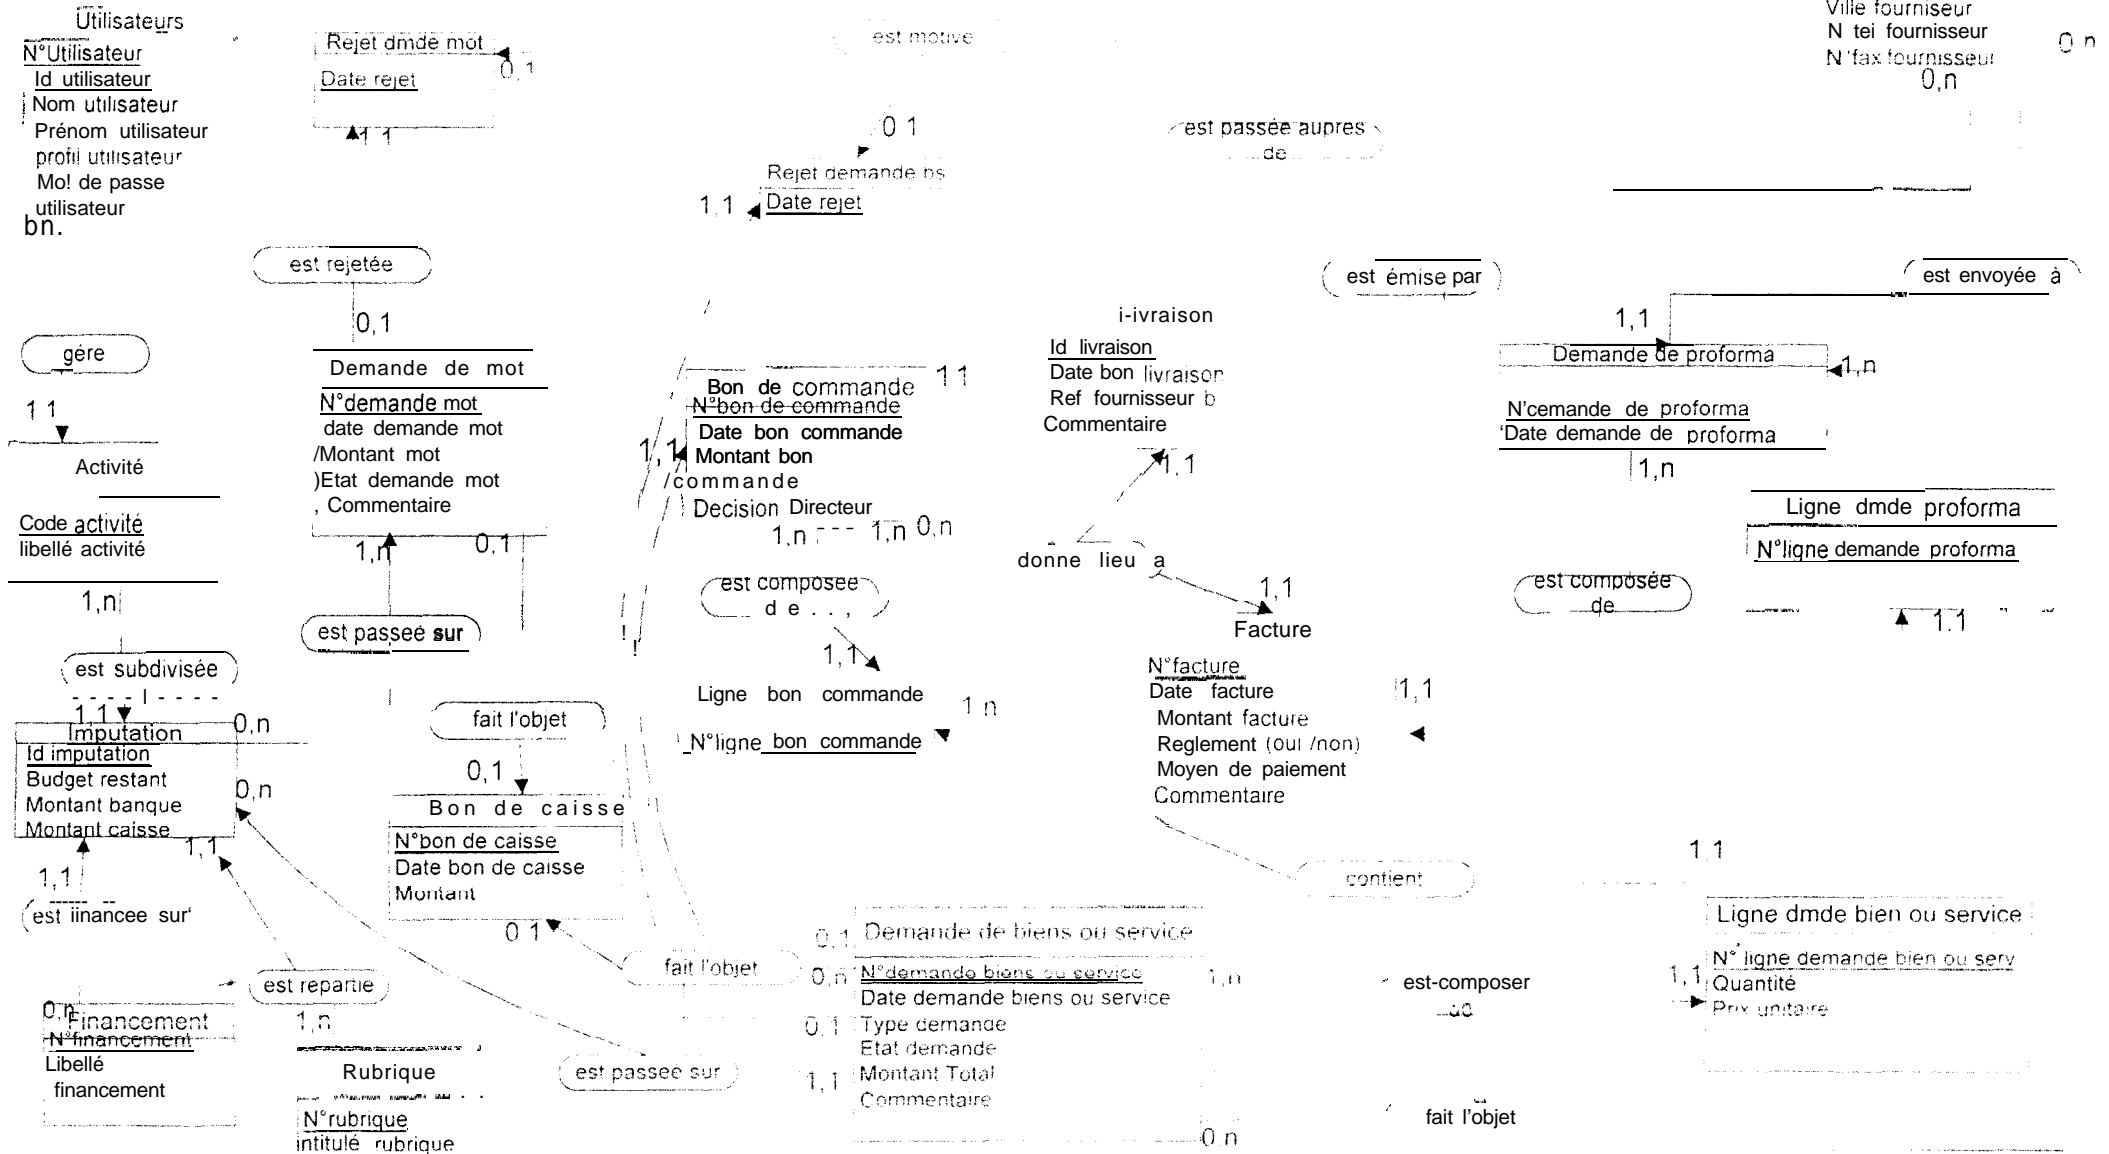 Utilisateurs
N°Utilisateur
Id utilisateur
Nom utilisateur
Prénom utilisateur
profil utilisateur
Mo! de passe
utilisateur
bn.
Rejet dmde mot
0,1
Date rejet
1 1
est motive
0 1
Rejet demande bs
1,1
Date rejet
est passée aupres
de
Ville fourniseur
N tei fournisseur
N'fax fournisseur
0,n
0 n
est rejetée
0,1
est émise par
est envoyée à
gére
1 1
Activité
Code activité
libellé activité
1,n
Demande de mot
N°demande mot
date demande mot
/Montant mot
)Etat demande mot
, Commentaire
1,n
0,1
Bon de commande
1 1
N°bon de commande
Date bon commande
1,1
Montant bon
/commande
Decision Directeur
1,n
1,n
0,n
i-ivraison
Id livraison
Date bon livraison
Ref fournisseur b
Commentaire
1,1
1,1
Demande de proforma
1,n
N'cemande de proforma
'Date demande de proforma
1,n
Ligne dmde proforma
N°ligne demande proforma
1.1
donne lieu a
1,1
est composée
de
est composée
d e . . ,
1,1
est passeé sur
est subdivisée
1,1
Imputation
0,n
Id imputation
Budget restant
0,n
Montant banque
Montant caisse
1,1
1,1
est iinancee sur'
fait l'objet
0,1
Bon de caisse
N°bon de caisse
Date bon de caisse
Montant
0 1
Ligne bon commande
1 n
N°ligne bon commande
Facture
N°facture
Date facture
1,1
Montant facture
Reglement (oui /non)
Moyen de paiement
Commentaire
contient
1,1
est repartie
0,n
Financement
N°financement
Libellé
financement
1,n
Rubrique
N°rubrique
intitulé rubrique
fait l'objet
est passeé sur
0,1
Demande de biens ou service
0,n
N°demande biens ou service
1,n
Date demande biens ou service
0,1
Type demande
Etat demande
1,1
Montant Total
Commentaire
0,n
est-composer
fait l'objet
Ligne dmde bien ou service
N° ligne demande bien ou serv
1,1
Quantité
Prix unitaire